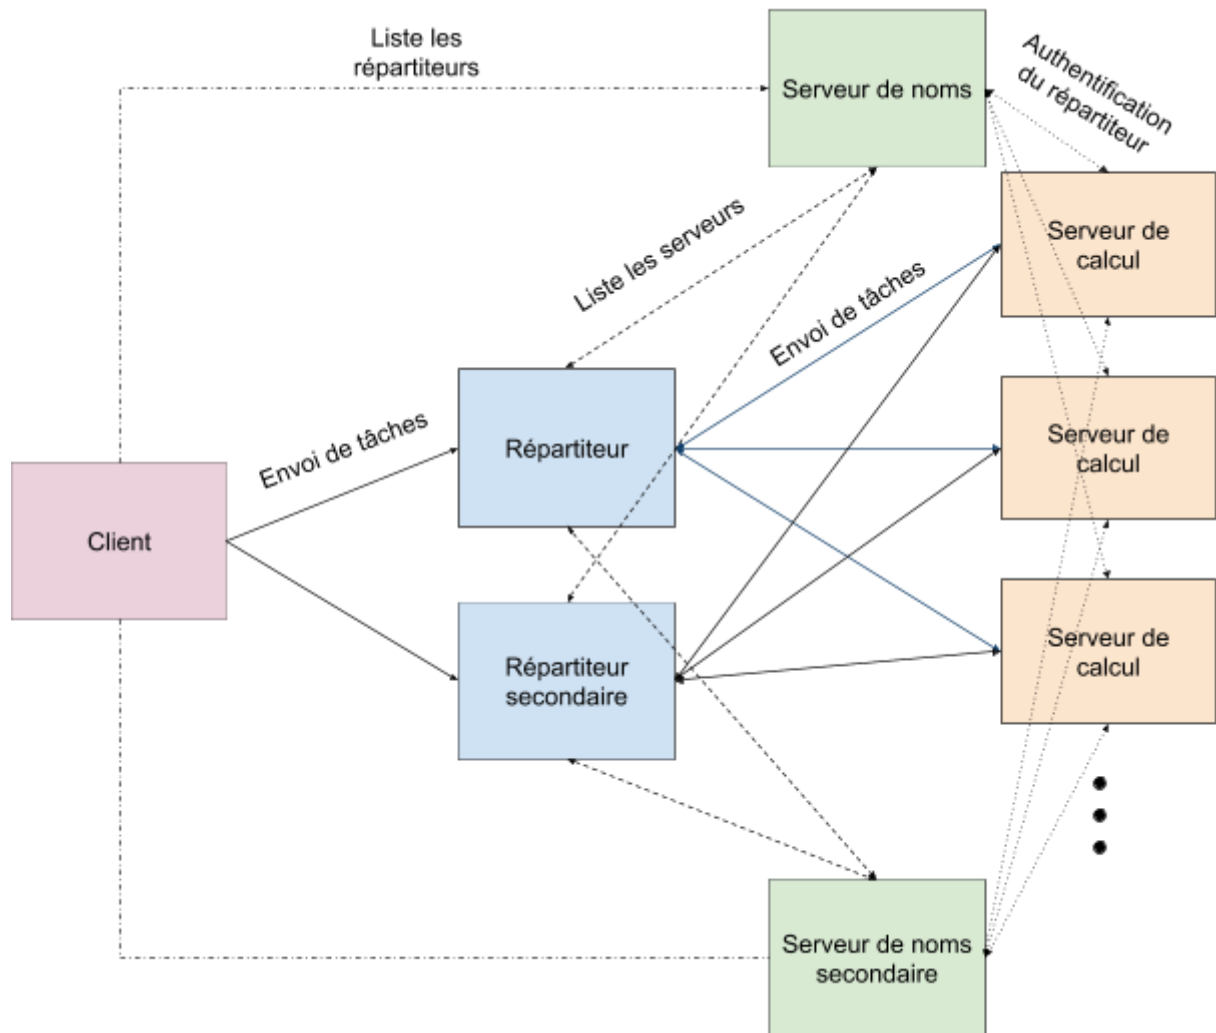 Liste les
répartiteurs
Serveur de noms
Authentification
du répartiteur
Liste les serveurs
Envoi de tâches
Serveur de
calcul
Envoi de tâches
Répartiteur
Serveur de
calcul
Client
Répartiteur
secondaire
Serveur de
calcul
Serveur de noms
secondaire